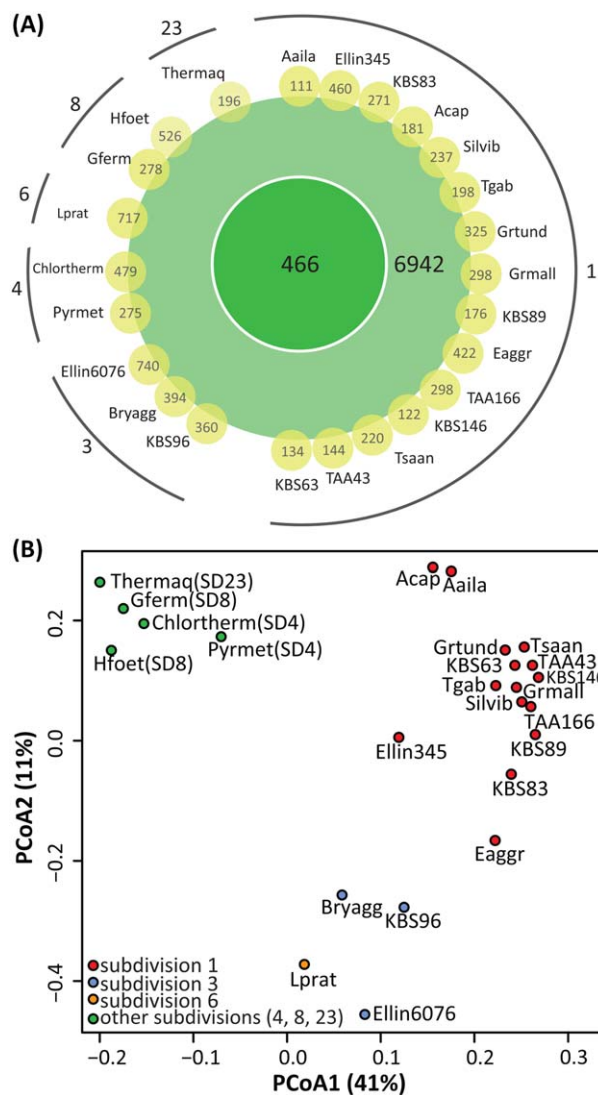 (A)
23
8
6
4
3
1
Thermaq
196
Hfoet
526
Gferm
278
Lprat
717
Chlortherm
479
Pyrmet
275
Ellin6076
740
Bryagg
394
KBS96
360
Aaila
111
Ellin345
460
KBS83
271
Acap
181
Silvib
237
Tgab
198
Grtund
325
Grmall
298
KBS89
176
Eaggr
422
TAA166
298
KBS146
122
Tsaan
220
TAA43
144
KBS63
134
466
6942
(B)
PCoA2 (11%)
0.2
0.0
−0.2
−0.4
Thermaq(SD23)
Gferm(SD8)
Chlortherm(SD4)
Pyrmet(SD4)
Hfoet(SD8)
Acap
Aaila
Grtund
Tsaan
KBS63
TAA43
KBS146
Tgab
Grmall
Silvib
TAA166
Ellin345
KBS89
KBS83
Eaggr
Bryagg
KBS96
Lprat
Ellin6076
subdivision 1
subdivision 3
subdivision 6
other subdivisions (4, 8, 23)
−0.2
−0.1
0.0
0.1
0.2
0.3
PCoA1 (41%)